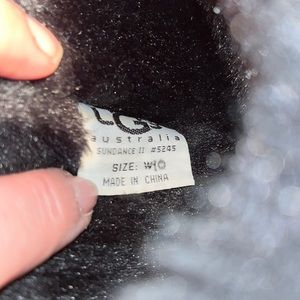 UGG
australia
SUNDANCE II #5245
SIZE: W10
MADE IN CHINA